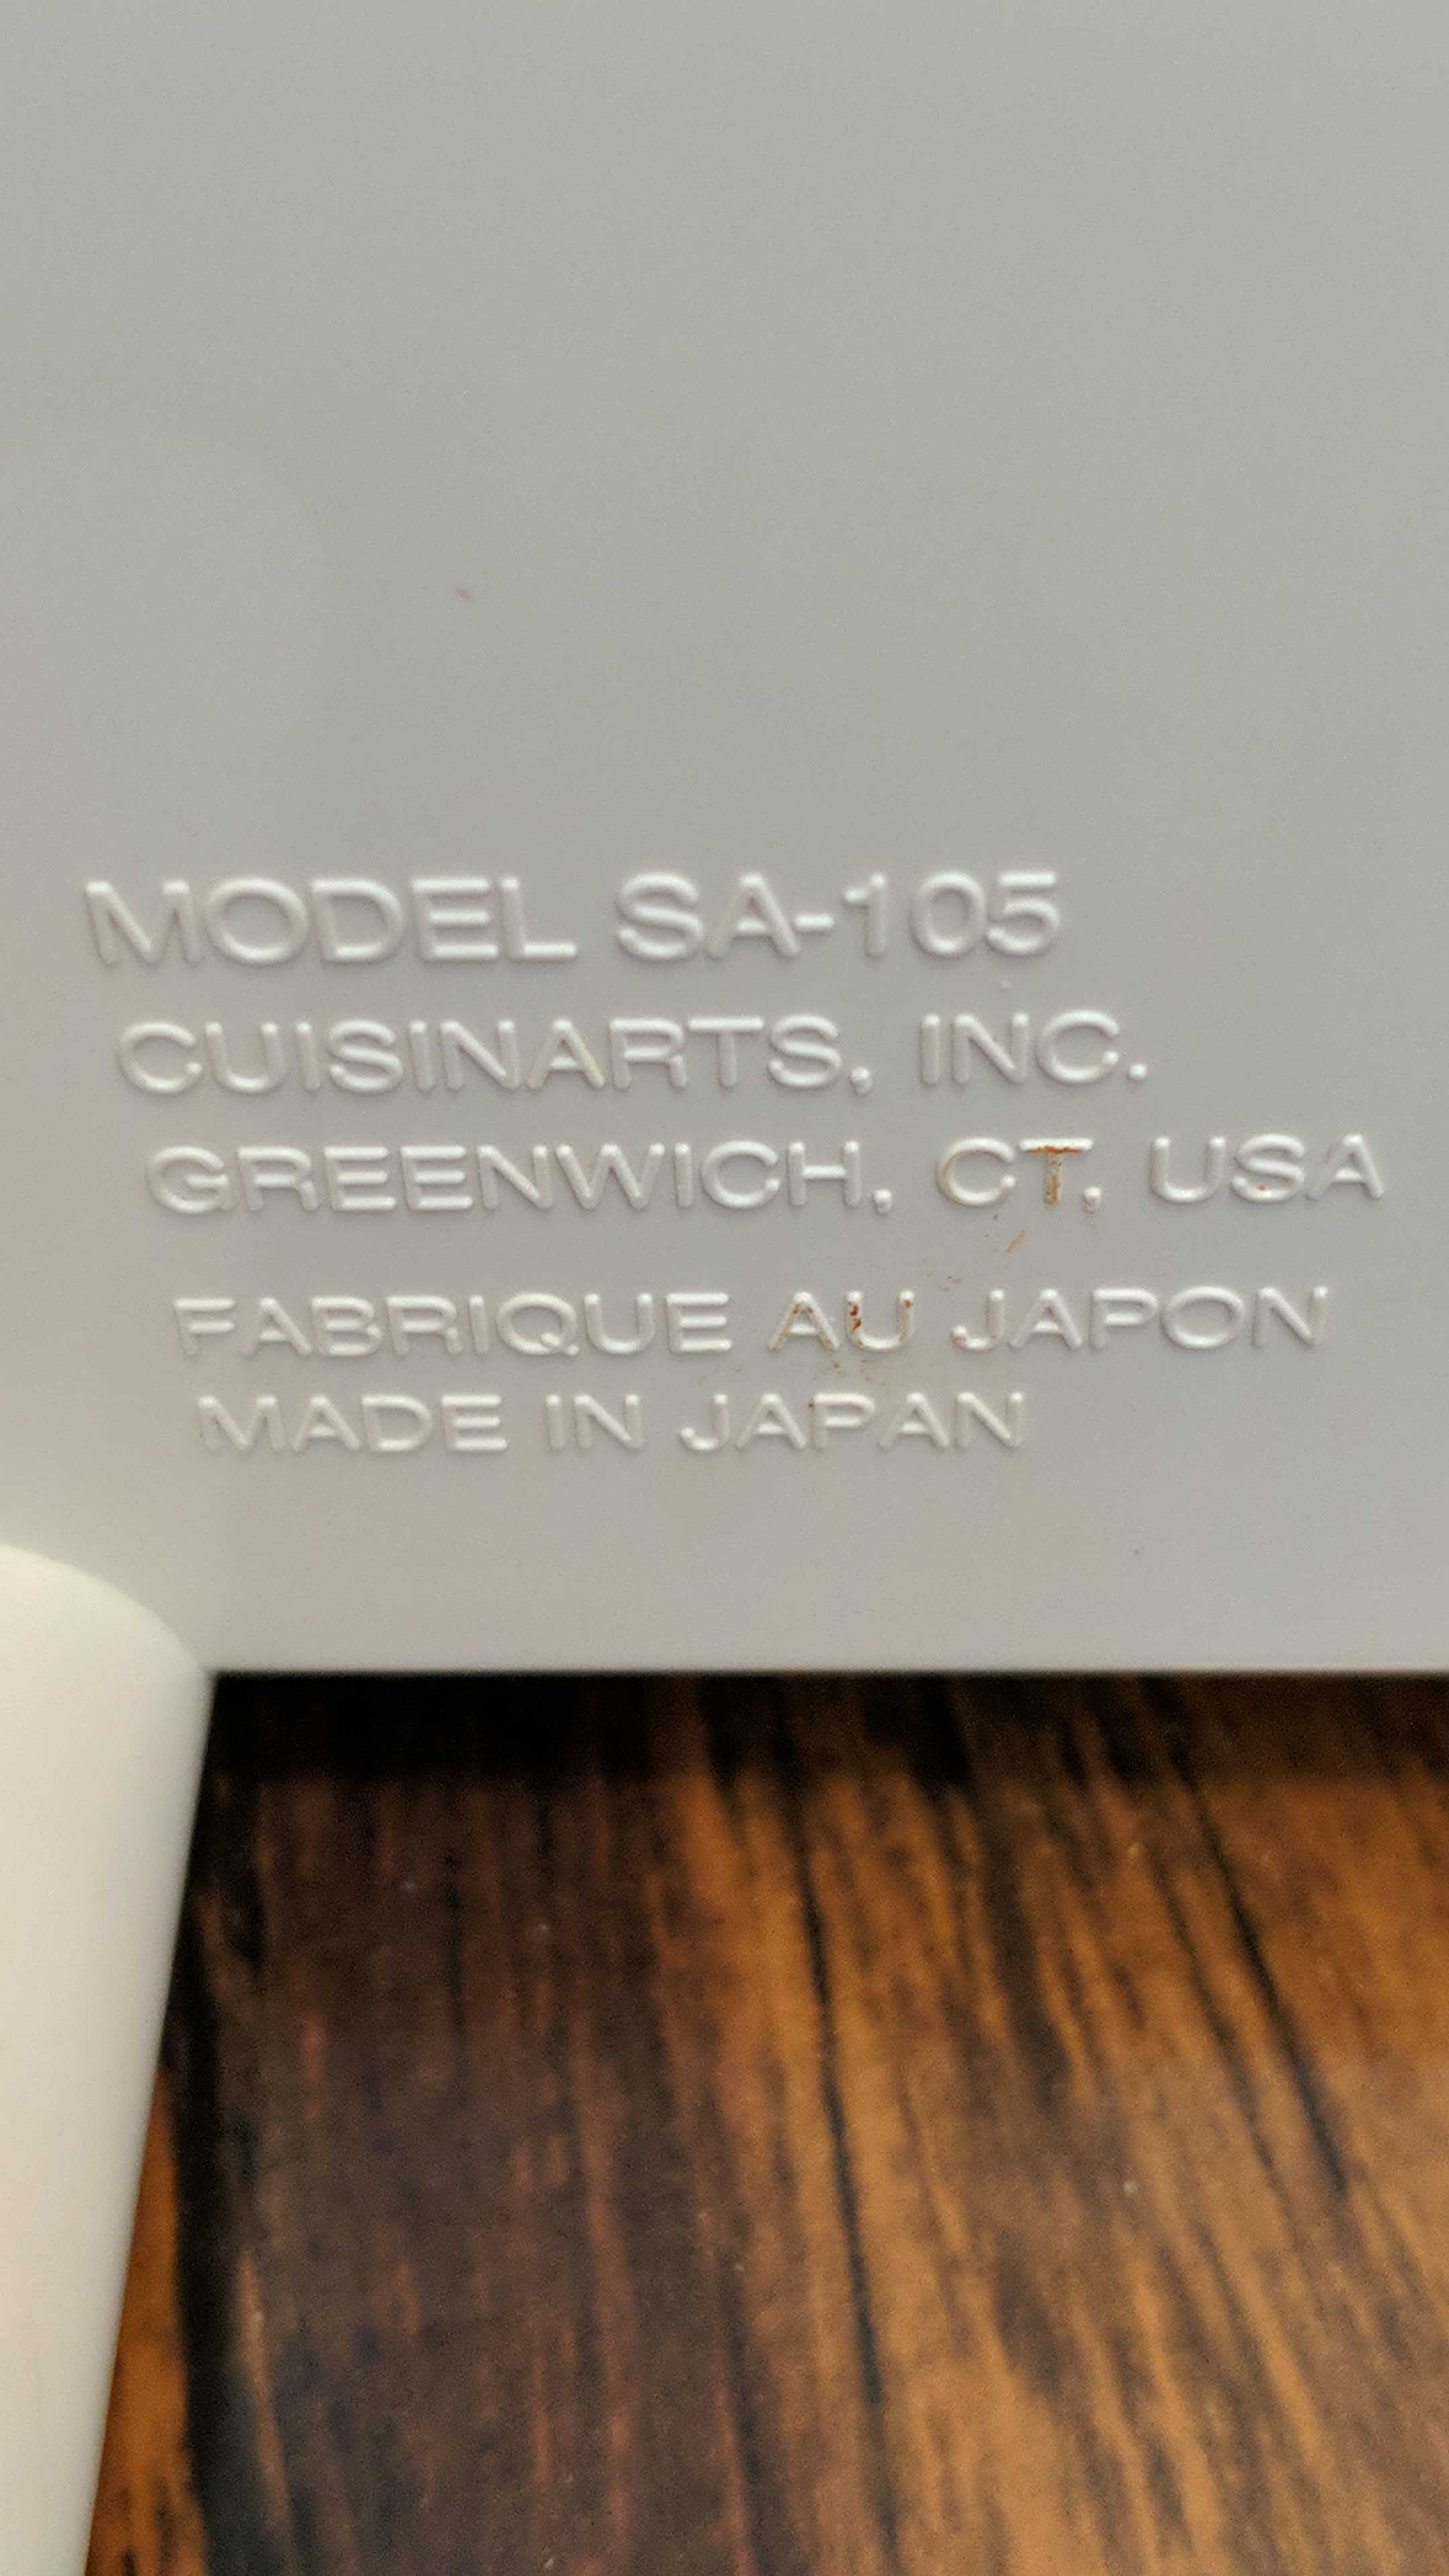 MODEL SA-105
CUISINARTS, INC.
GREENWICH, CT, USA
FABRIQUE AU JAPON
MADE IN JAPAN